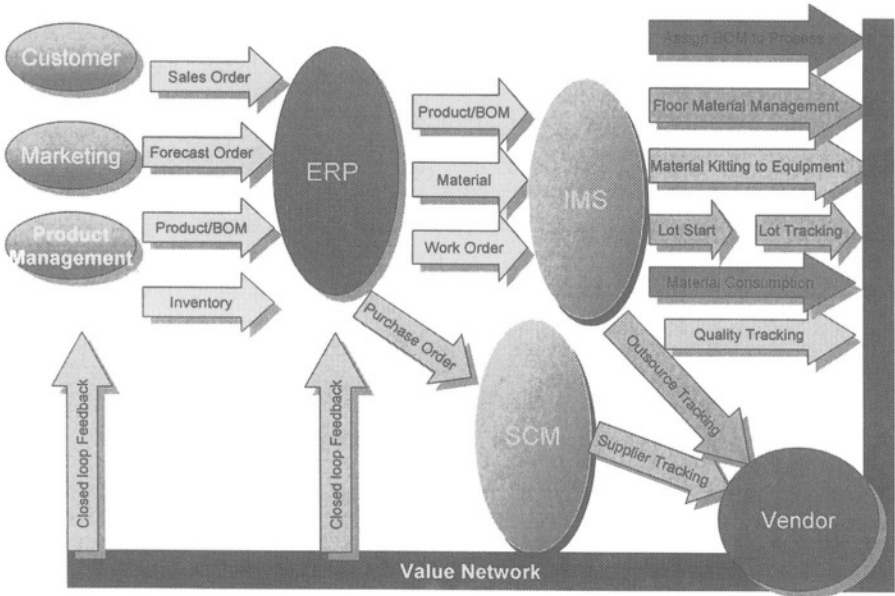 Customer
Sales Order
Marketing
Forecast Order
Product
Management
Product/BOM
Inventory
ERP
Product/BOM
Material
Work Order
Purchase Order
IMS
Assign BOM to Process
Floor Material Management
Material Kitting to Equipment
Lot Start
Lot Tracking
Material Consumption
Quality Tracking
Outsource Tracking
SCM
Supplier Tracking
Vendor
Closed loop Feedback
Closed loop Feedback
Value Network